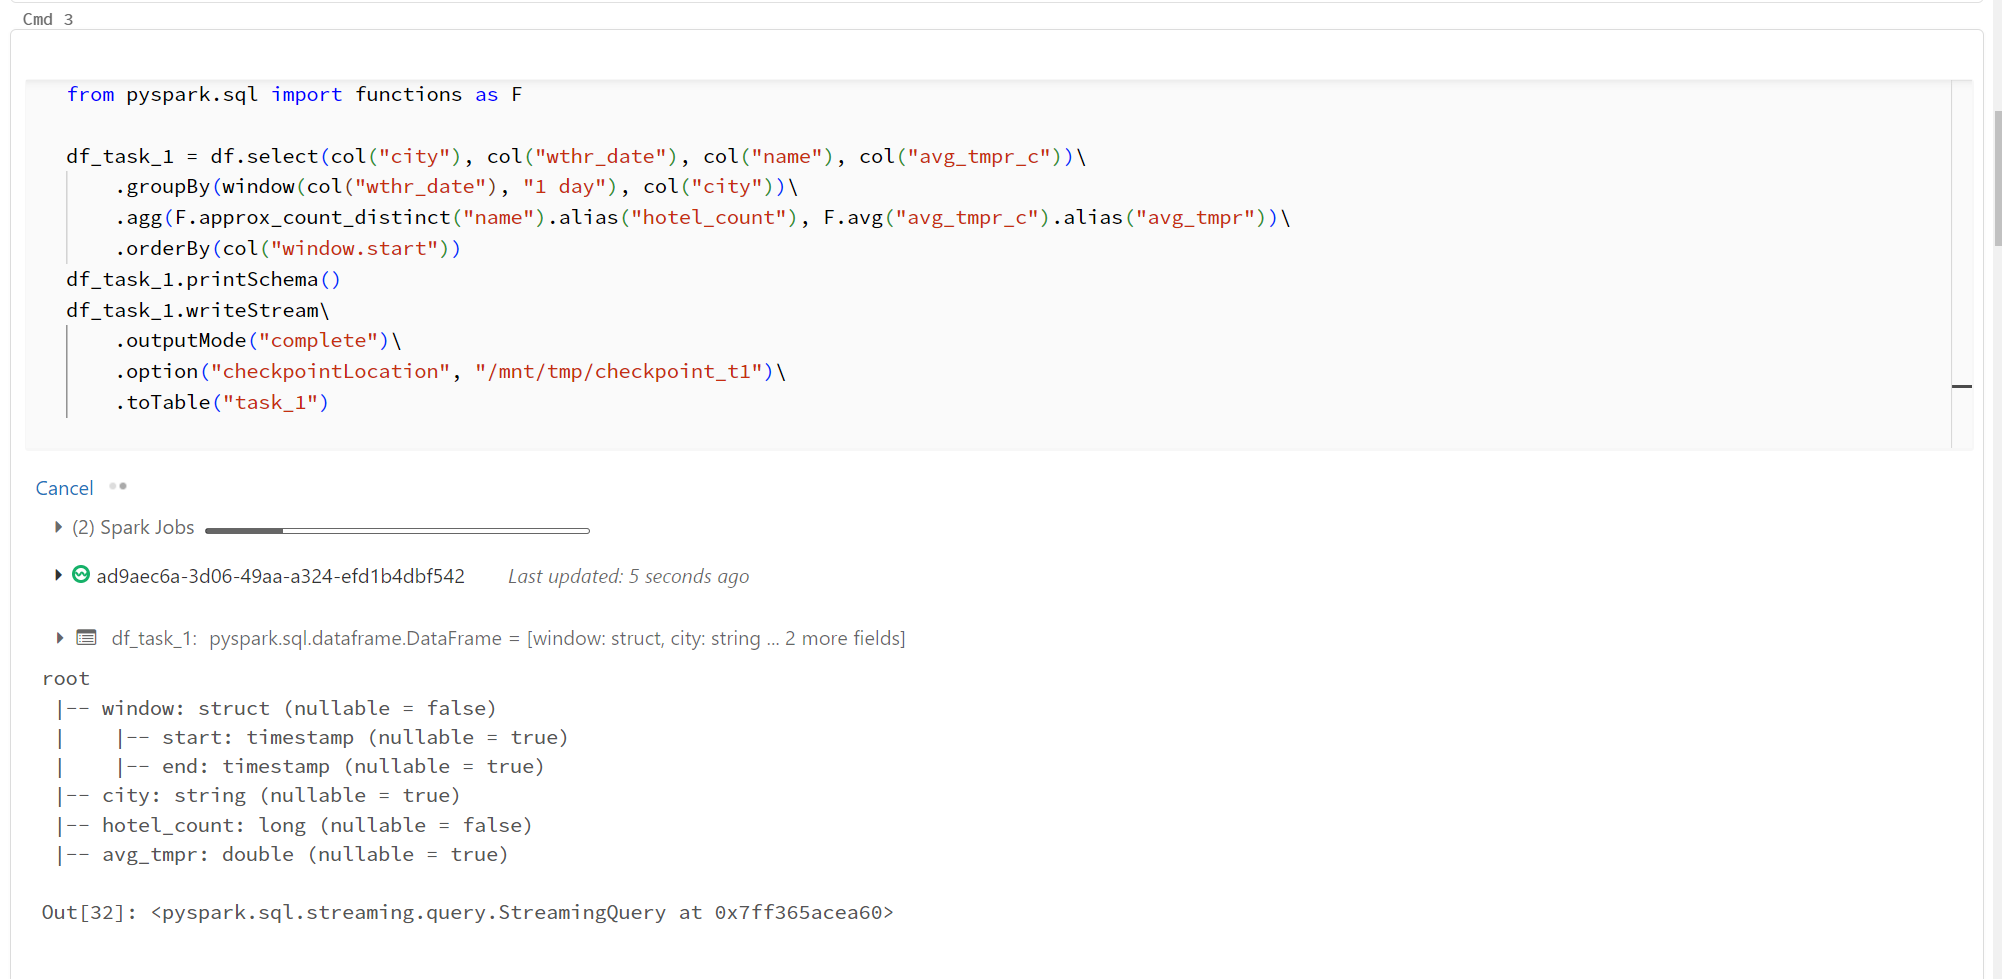 Cmd 3
from pyspark.sql import functions as F
df_task_1 = df.select(col("city"), col("wthr_date"), col("name"), col("avg_tmpr_c"))\
.groupBy(window(col("wthr_date"), "1 day"), col("city"))\
.agg(F.approx_count_distinct("name").alias("hotel_count"), F.avg("avg_tmpr_c").alias("avg_tmpr"))\
.orderBy(col("window.start"))
df_task_1.printSchema()
df_task_1.writeStream\
.outputMode("complete")\
.option("checkpointLocation", "/mnt/tmp/checkpoint_t1")\
.toTable("task_1")
Cancel
(2) Spark Jobs
ad9aec6a-3d06-49aa-a324-efd1b4dbf542 Last updated: 5 seconds ago
df_task_1: pyspark.sql.dataframe.DataFrame = [window: struct, city: string ... 2 more fields]
root
|-- window: struct (nullable = false)
|    |-- start: timestamp (nullable = true)
|    |-- end: timestamp (nullable = true)
|-- city: string (nullable = true)
|-- hotel_count: long (nullable = false)
|-- avg_tmpr: double (nullable = true)
Out[32]: <pyspark.sql.streaming.query.StreamingQuery at 0x7ff365acea60>